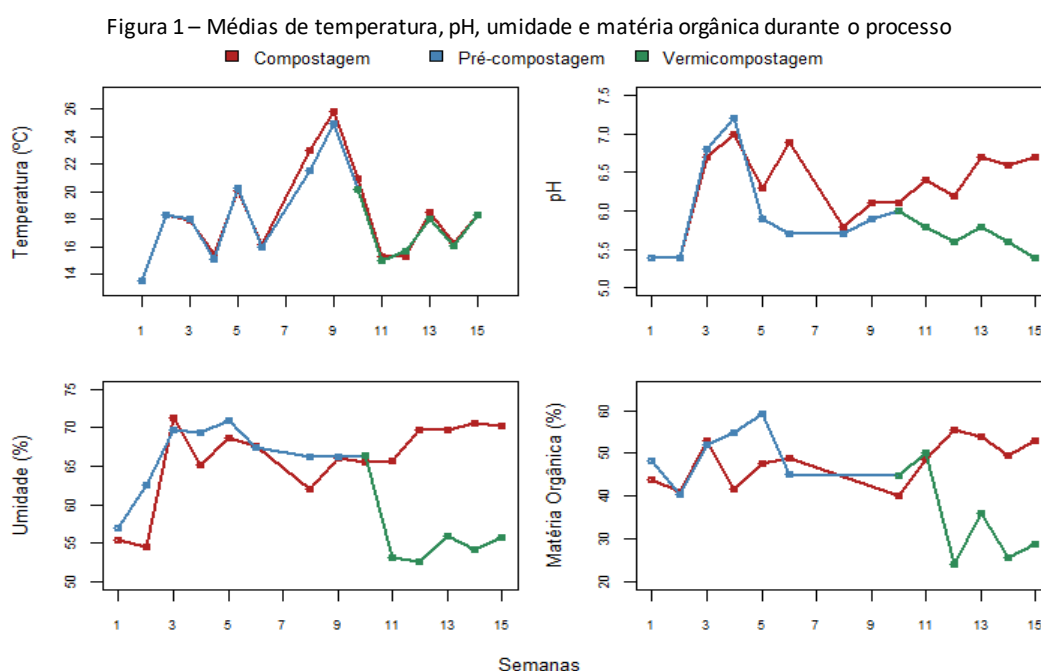 Figura 1 – Médias de temperatura, pH, umidade e matéria orgânica durante o processo
Compostagem Pré-compostagem Vermicompostagem
Temperatura (ºC)
26
24
22
20
18
16
14
1 3 5 7 9 11 13 15
pH
7.5
7.0
6.5
6.0
5.5
5.0
1 3 5 7 9 11 13 15
Umidade (%)
75
70
65
60
55
50
1 3 5 7 9 11 13 15
Matéria Orgânica (%)
60
50
40
30
20
1 3 5 7 9 11 13 15
Semanas